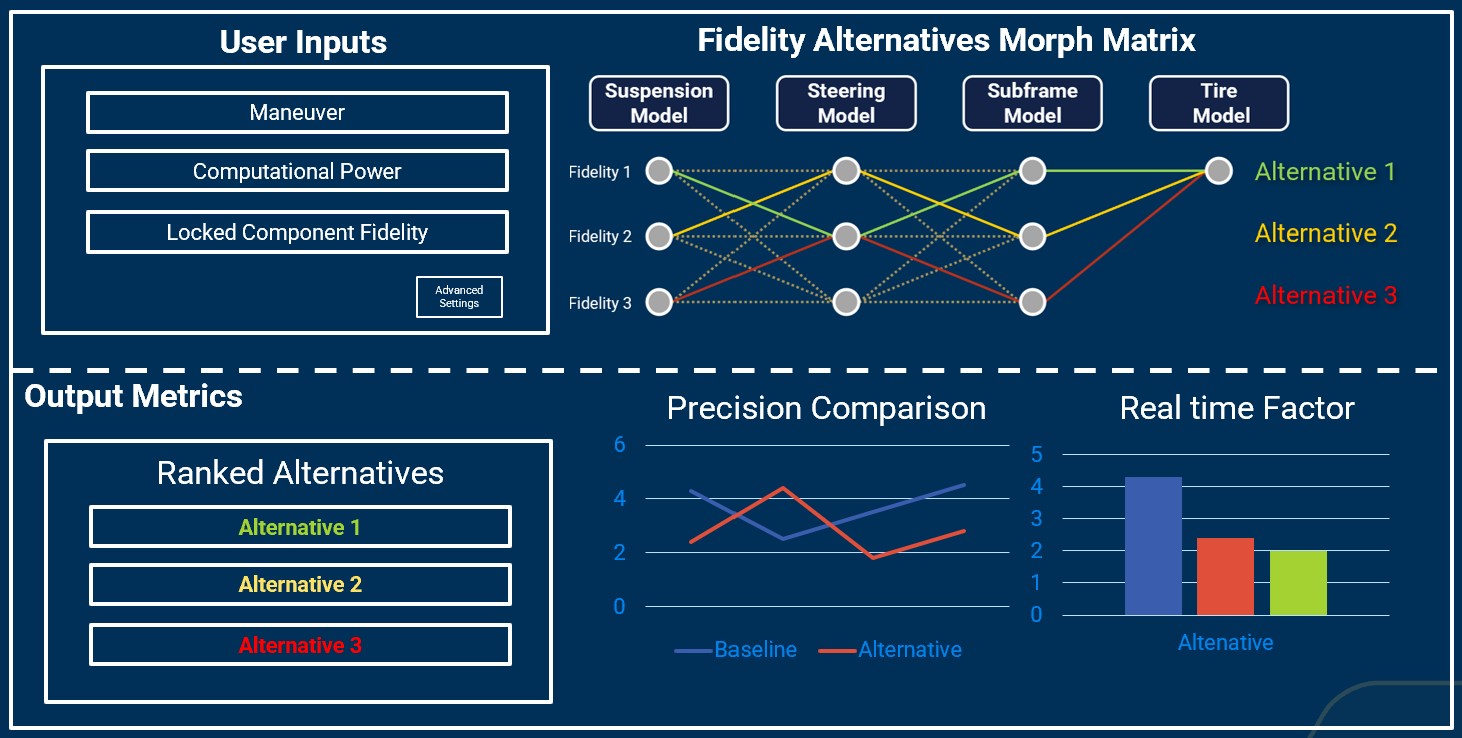 User Inputs
Maneuver
Computational Power
Locked Component Fidelity
Advanced
Settings
Fidelity Alternatives Morph Matrix
Suspension
Model
Steering
Model
Subframe
Model
Tire
Model
Fidelity 1
Fidelity 2
Fidelity 3
Alternative 1
Alternative 2
Alternative 3
Output Metrics
Ranked Alternatives
Alternative 1
Alternative 2
Alternative 3
Precision Comparison
6
4
2
0
Baseline
Alternative
Real time Factor
5
4
3
2
1
0
Altenative